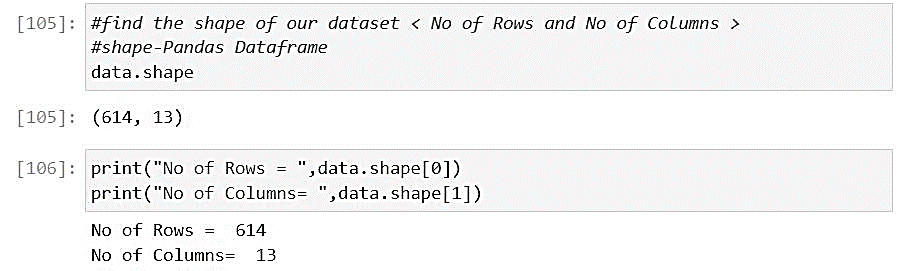 [105]: #find the shape of our dataset < No of Rows and No of Columns >
#shape-Pandas Dataframe
data.shape
[105]: (614, 13)
[106]: print("No of Rows = ",data.shape[0])
print("No of Columns= ",data.shape[1])
No of Rows =  614
No of Columns=  13